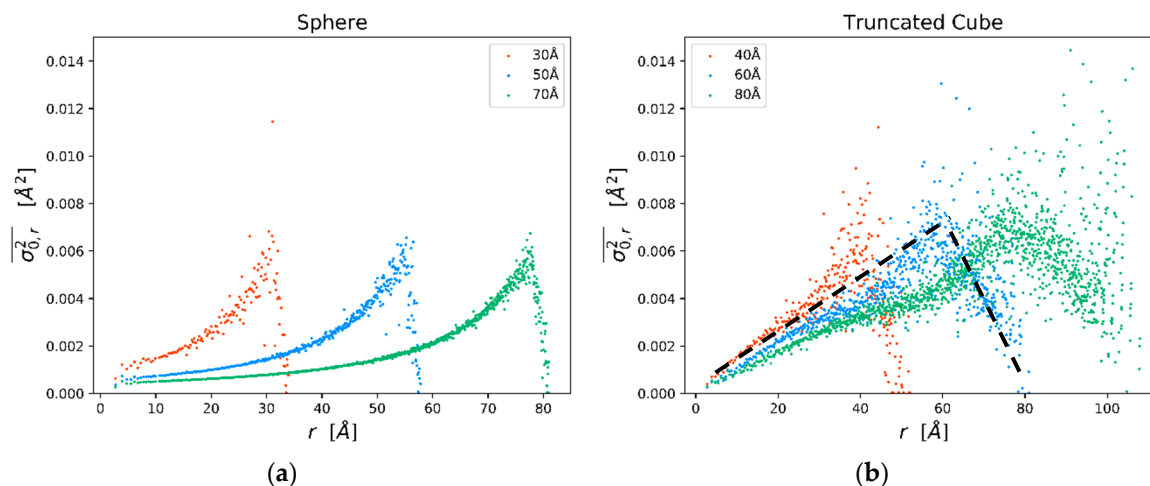 Sphere
30Å
50Å
70Å
0.014
0.012
0.010
0.008
0.006
0.004
0.002
0.000
σ²0,r [Å²]
0 10 20 30 40 50 60 70 80
r [Å]
(a)
Truncated Cube
40Å
60Å
80Å
0.014
0.012
0.010
0.008
0.006
0.004
0.002
0.000
σ²0,r [Å²]
0 20 40 60 80 100
r [Å]
(b)